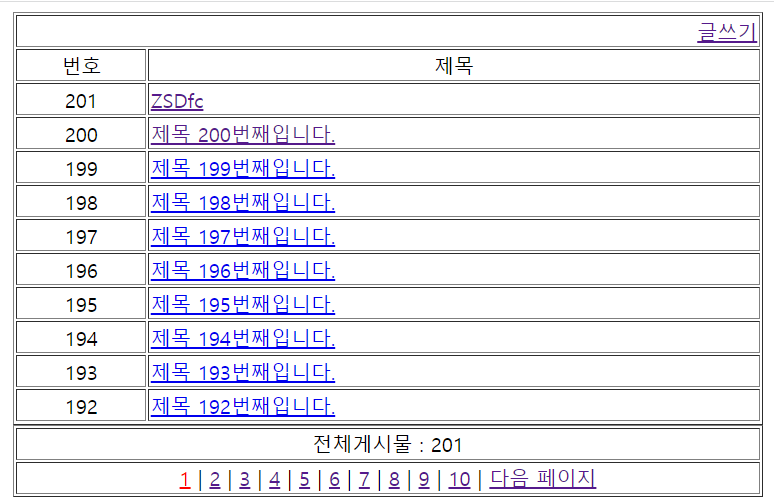 글쓰기
번호 제목
201 ZSDfc
200 제목 200번째입니다.
199 제목 199번째입니다.
198 제목 198번째입니다.
197 제목 197번째입니다.
196 제목 196번째입니다.
195 제목 195번째입니다.
194 제목 194번째입니다.
193 제목 193번째입니다.
192 제목 192번째입니다.
전체게시물 : 201
1 | 2 | 3 | 4 | 5 | 6 | 7 | 8 | 9 | 10 | 다음 페이지